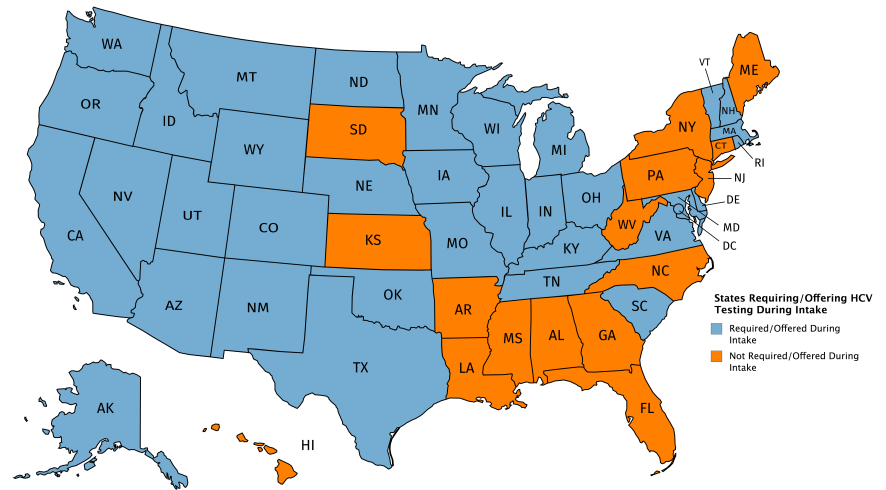 WA
MT
ND
MN
OR
ID
WY
SD
WI
MI
VT
ME
NH
NY
MA
CT
RI
NV
UT
CO
NE
IA
IL
IN
OH
PA
NJ
CA
KS
MO
KY
WV
VA
DE
MD
DC
AZ
NM
OK
AR
TN
NC
SC
MS
AL
GA
TX
LA
FL
AK
HI
States Requiring/Offering HCV
Testing During Intake
Required/Offered During
Intake
Not Required/Offered During
Intake